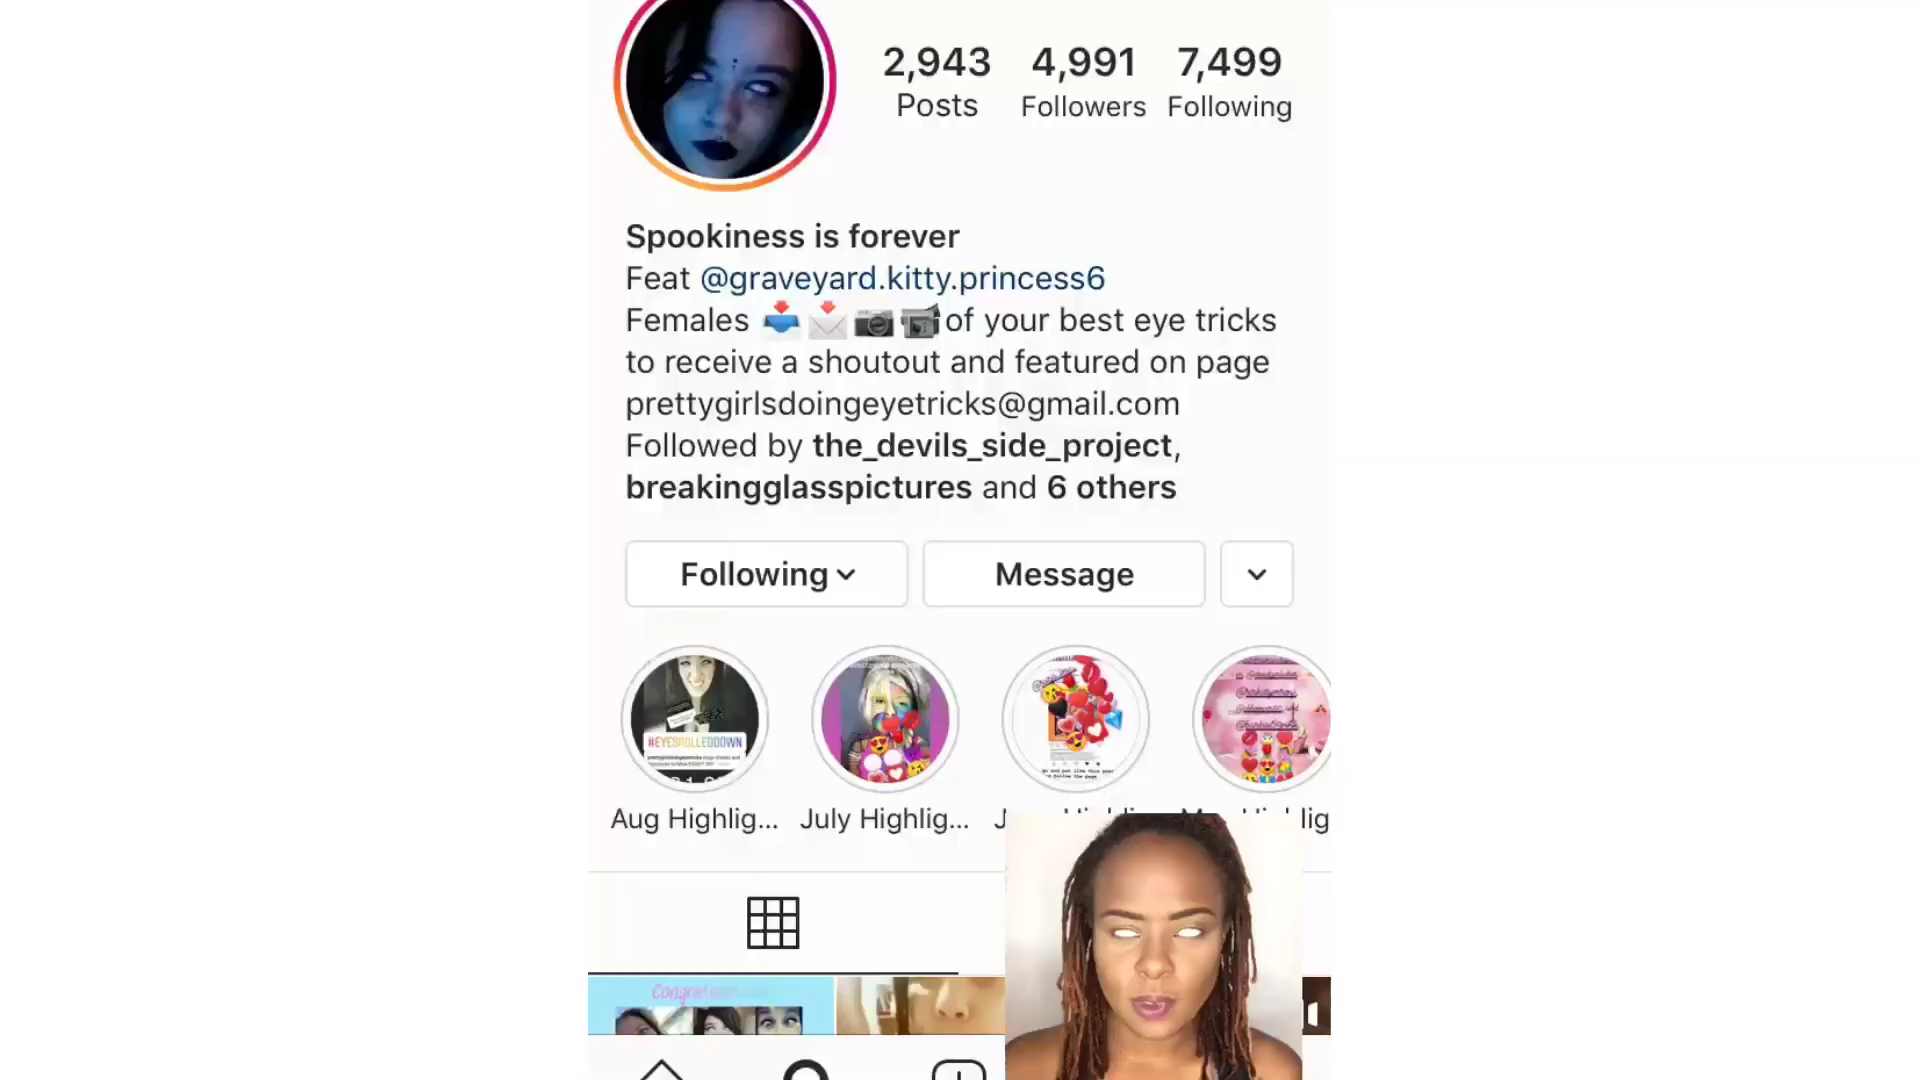 2,943 4,991 7,499
Posts Followers Following
Spookiness is forever
Feat @graveyard.kitty.princess6
Females 📥📩📷📹of your best eye tricks
to receive a shoutout and featured on page
prettygirlsdoingeyetricks@gmail.com
Followed by the_devils_side_project,
breakingglasspictures and 6 others
Following Message
#EYESROLLEDDOWN
Aug Highlig... July Highlig...